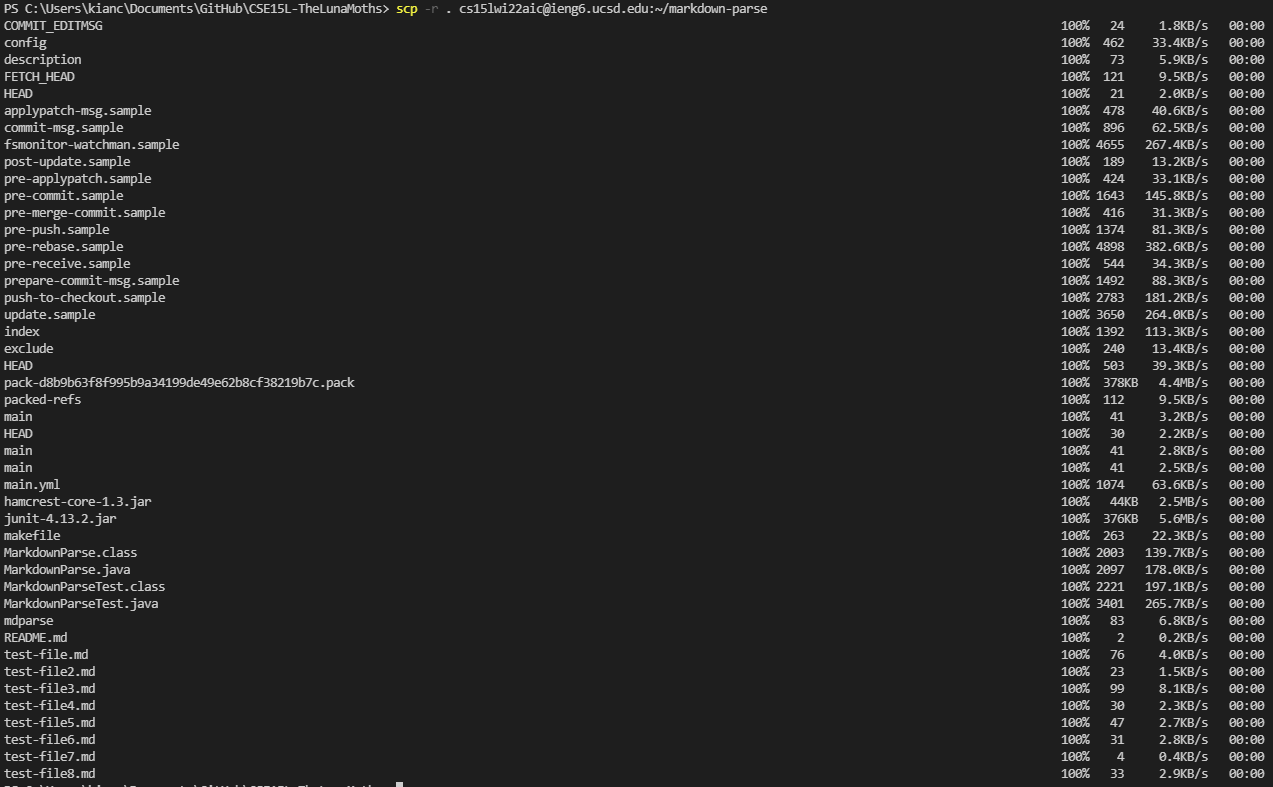 PS C:\Users\kianc\Documents\GitHub\CSE15L-TheLunaMoths> scp -r . cs15lwi22aic@ieng6.ucsd.edu:~/markdown-parse
COMMIT_EDITMSG 100% 24 1.8KB/s 00:00
config 100% 462 33.4KB/s 00:00
description 100% 73 5.9KB/s 00:00
FETCH_HEAD 100% 121 9.5KB/s 00:00
HEAD 100% 21 2.0KB/s 00:00
applypatch-msg.sample 100% 478 40.6KB/s 00:00
commit-msg.sample 100% 896 62.5KB/s 00:00
fsmonitor-watchman.sample 100% 4655 267.4KB/s 00:00
post-update.sample 100% 189 13.2KB/s 00:00
pre-applypatch.sample 100% 424 33.1KB/s 00:00
pre-commit.sample 100% 1643 145.8KB/s 00:00
pre-merge-commit.sample 100% 416 31.3KB/s 00:00
pre-push.sample 100% 1374 81.3KB/s 00:00
pre-rebase.sample 100% 4898 382.6KB/s 00:00
pre-receive.sample 100% 544 34.3KB/s 00:00
prepare-commit-msg.sample 100% 1492 88.3KB/s 00:00
push-to-checkout.sample 100% 2783 181.2KB/s 00:00
update.sample 100% 3650 264.0KB/s 00:00
index 100% 1392 113.3KB/s 00:00
exclude 100% 240 13.4KB/s 00:00
HEAD 100% 503 39.3KB/s 00:00
pack-d8b9b63f8f995b9a34199de49e62b8cf38219b7c.pack 100% 378KB 4.4MB/s 00:00
packed-refs 100% 112 9.5KB/s 00:00
main 100% 41 3.2KB/s 00:00
HEAD 100% 30 2.2KB/s 00:00
main 100% 41 2.8KB/s 00:00
main 100% 41 2.5KB/s 00:00
main.yml 100% 1074 63.6KB/s 00:00
hamcrest-core-1.3.jar 100% 44KB 2.5MB/s 00:00
junit-4.13.2.jar 100% 376KB 5.6MB/s 00:00
makefile 100% 263 22.3KB/s 00:00
MarkdownParse.class 100% 2003 139.7KB/s 00:00
MarkdownParse.java 100% 2097 178.0KB/s 00:00
MarkdownParseTest.class 100% 2221 197.1KB/s 00:00
MarkdownParseTest.java 100% 3401 265.7KB/s 00:00
mdparse 100% 83 6.8KB/s 00:00
README.md 100% 2 0.2KB/s 00:00
test-file.md 100% 76 4.0KB/s 00:00
test-file2.md 100% 23 1.5KB/s 00:00
test-file3.md 100% 99 8.1KB/s 00:00
test-file4.md 100% 30 2.3KB/s 00:00
test-file5.md 100% 47 2.7KB/s 00:00
test-file6.md 100% 31 2.8KB/s 00:00
test-file7.md 100% 4 0.4KB/s 00:00
test-file8.md 100% 33 2.9KB/s 00:00